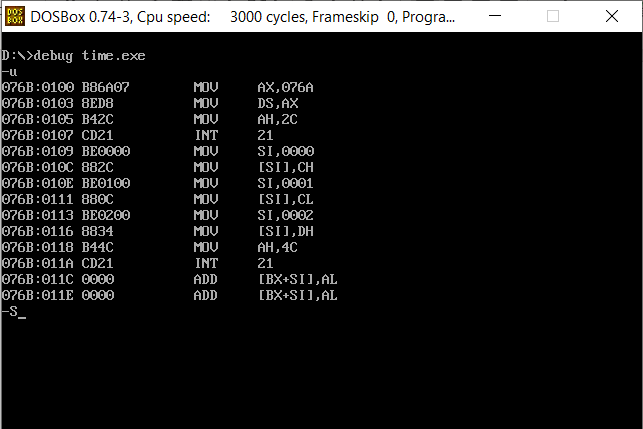 DOS BOX DOSBox 0.74-3, Cpu speed: 3000 cycles, Frameskip 0, Progra...
D:\>debug time.exe
-u
076B:0100 B86A07 MOV AX,076A
076B:0103 8ED8 MOV DS,AX
076B:0105 B42C MOV AH,2C
076B:0107 CD21 INT 21
076B:0109 BE0000 MOV SI,0000
076B:010C 882C MOV [SI],CH
076B:010E BE0100 MOV SI,0001
076B:0111 880C MOV [SI],CL
076B:0113 BE0200 MOV SI,0002
076B:0116 8834 MOV [SI],DH
076B:0118 B44C MOV AH,4C
076B:011A CD21 INT 21
076B:011C 0000 ADD [BX+SI],AL
076B:011E 0000 ADD [BX+SI],AL
-S_